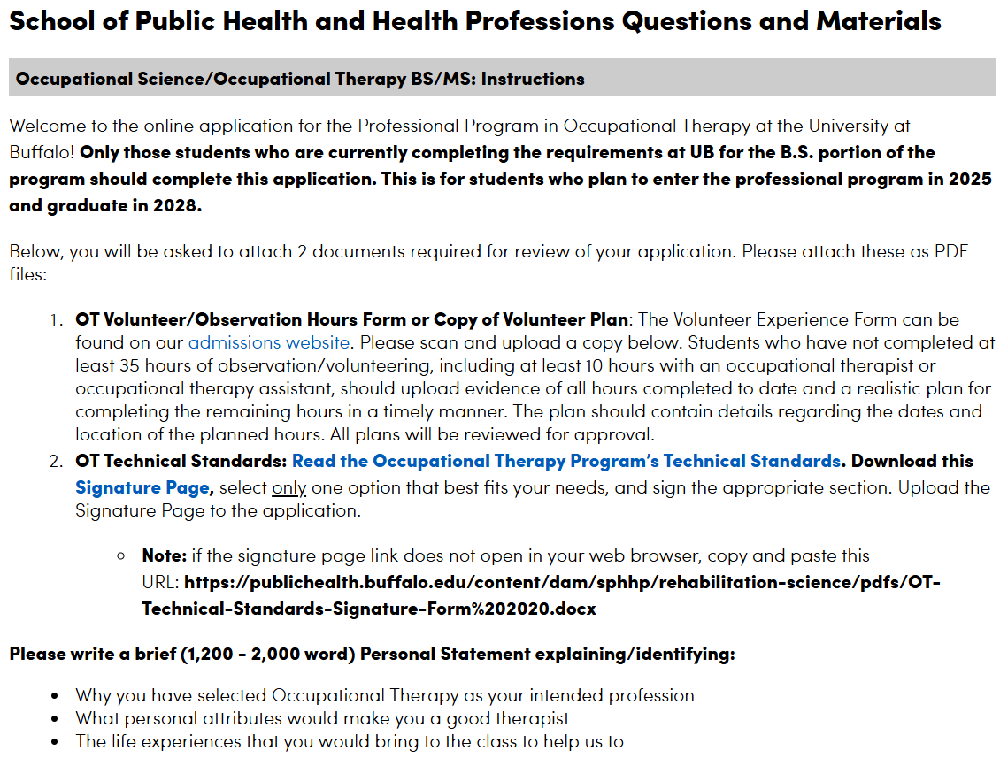 School of Public Health and Health Professions Questions and Materials
Occupational Science/Occupational Therapy BS/MS: Instructions
Welcome to the online application for the Professional Program in Occupational Therapy at the University at
Buffalo! Only those students who are currently completing the requirements at UB for the B.S. portion of the
program should complete this application. This is for students who plan to enter the professional program in 2025
and graduate in 2028.
Below, you will be asked to attach 2 documents required for review of your application. Please attach these as PDF
files:
1. OT Volunteer/Observation Hours Form or Copy of Volunteer Plan: The Volunteer Experience Form can be
found on our admissions website. Please scan and upload a copy below. Students who have not completed at
least 35 hours of observation/volunteering, including at least 10 hours with an occupational therapist or
occupational therapy assistant, should upload evidence of all hours completed to date and a realistic plan for
completing the remaining hours in a timely manner. The plan should contain details regarding the dates and
location of the planned hours. All plans will be reviewed for approval.
2. OT Technical Standards: Read the Occupational Therapy Program's Technical Standards. Download this
Signature Page, select only one option that best fits your needs, and sign the appropriate section. Upload the
Signature Page to the application.
○ Note: if the signature page link does not open in your web browser, copy and paste this
URL: https://publichealth.buffalo.edu/content/dam/sphhp/rehabilitation-science/pdfs/OT-
Technical-Standards-Signature-Form%202020.docx
Please write a brief (1,200 - 2,000 word) Personal Statement explaining/identifying:
• Why you have selected Occupational Therapy as your intended profession
• What personal attributes would make you a good therapist
• The life experiences that you would bring to the class to help us to